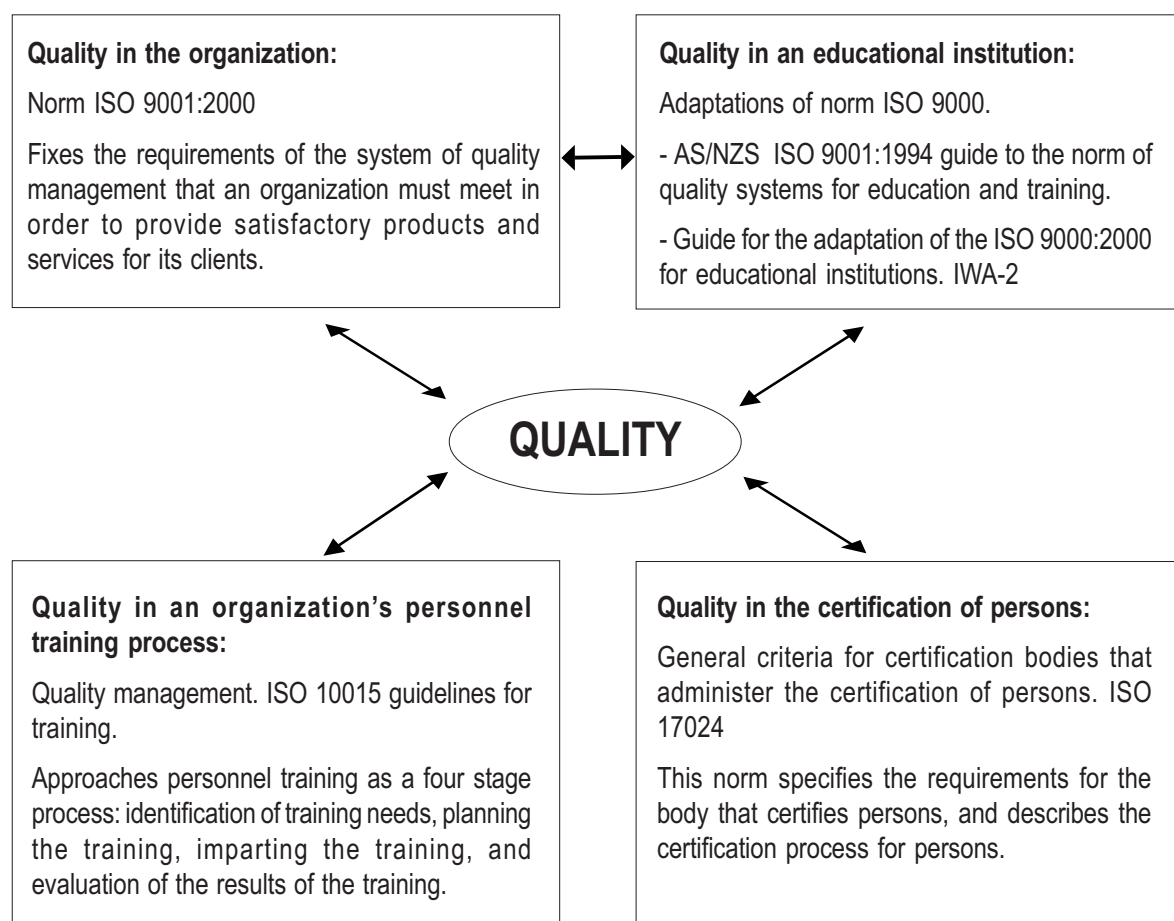 Quality in the organization:
Norm ISO 9001:2000
Fixes the requirements of the system of quality
management that an organization must meet in
order to provide satisfactory products and
services for its clients.
Quality in an educational institution:
Adaptations of norm ISO 9000.
- AS/NZS ISO 9001:1994 guide to the norm of
quality systems for education and training.
- Guide for the adaptation of the ISO 9000:2000
for educational institutions. IWA-2
QUALITY
Quality in an organization’s personnel
training process:
Quality management. ISO 10015 guidelines for
training.
Approaches personnel training as a four stage
process: identification of training needs, planning
the training, imparting the training, and
evaluation of the results of the training.
Quality in the certification of persons:
General criteria for certification bodies that
administer the certification of persons. ISO
17024
This norm specifies the requirements for the
body that certifies persons, and describes the
certification process for persons.